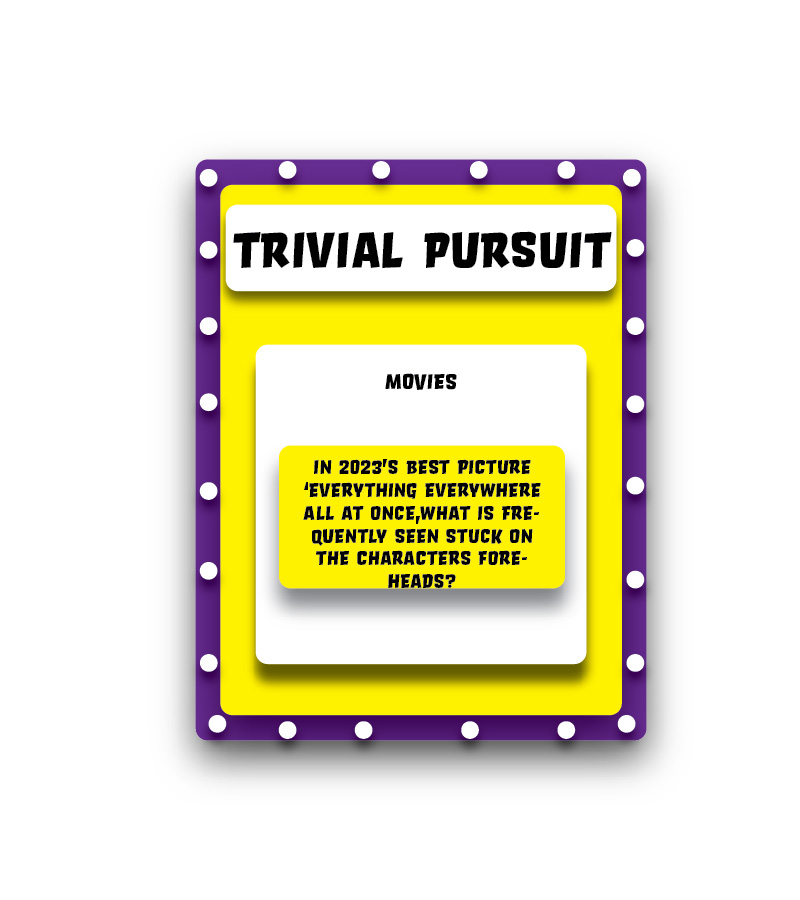 TRIVIAL PURSUIT
MOVIES
IN 2023'S BEST PICTURE
‘EVERYTHING EVERYWHERE
ALL AT ONCE,WHAT IS FRE-
QUENTLY SEEN STUCK ON
THE CHARACTERS FORE-
HEADS?